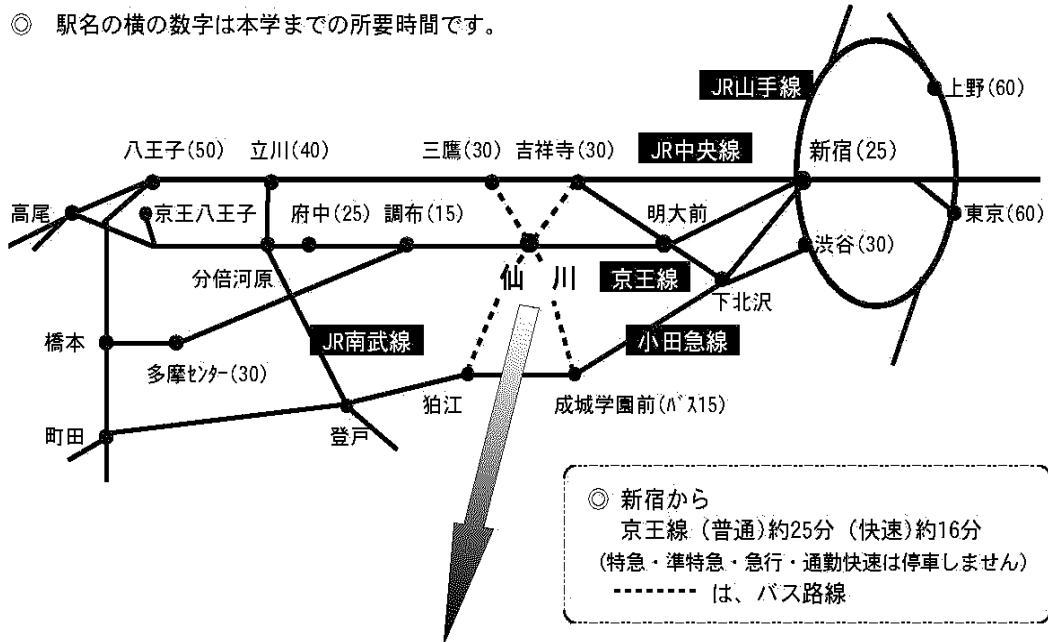 ◎ 駅名の横の数字は本学までの所要時間です。
JR山手線
上野(60)
八王子(50)
立川(40)
三鷹(30)
吉祥寺(30)
JR中央線
新宿(25)
高尾
京王八王子
府中(25)
調布(15)
明大前
東京(60)
渋谷(30)
分倍河原
仙川
京王線
下北沢
橋本
JR南武線
小田急線
多摩ｾﾝﾀｰ(30)
狛江
成城学園前(ﾊﾞｽ15)
町田
登戸
◎ 新宿から
京王線 (普通)約25分 (快速)約16分
(特急・準特急・急行・通勤快速は停車しません)
は、バス路線